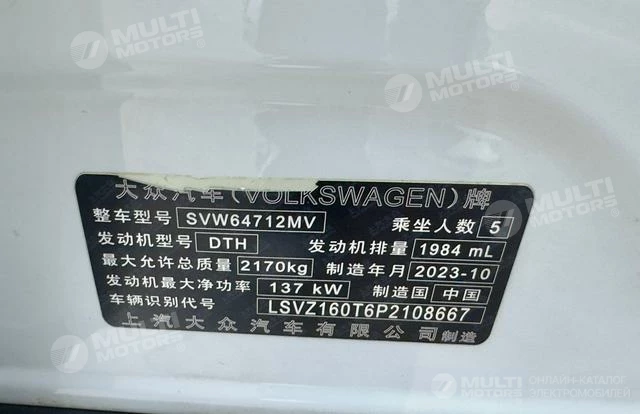 MULTI MOTORS
MULTI MOTORS
大众汽车(VOLKSWAGEN)牌
整车型号 SVW64712MV 乘坐人数 5
发动机型号 DTH 发动机排量 1984 mL
最大允许总质量 2170kg 制造年月 2023-10
发动机最大净功率 137 kW 制造国 中国
车辆识别代号 LSVZ160T6P2108667
上汽大众汽车有限公司制造
MULTI MOTORS
MULTI MOTORS
ОНЛАЙН-КАТАЛОГ
ЭЛЕКТРОМОБИЛЕЙ